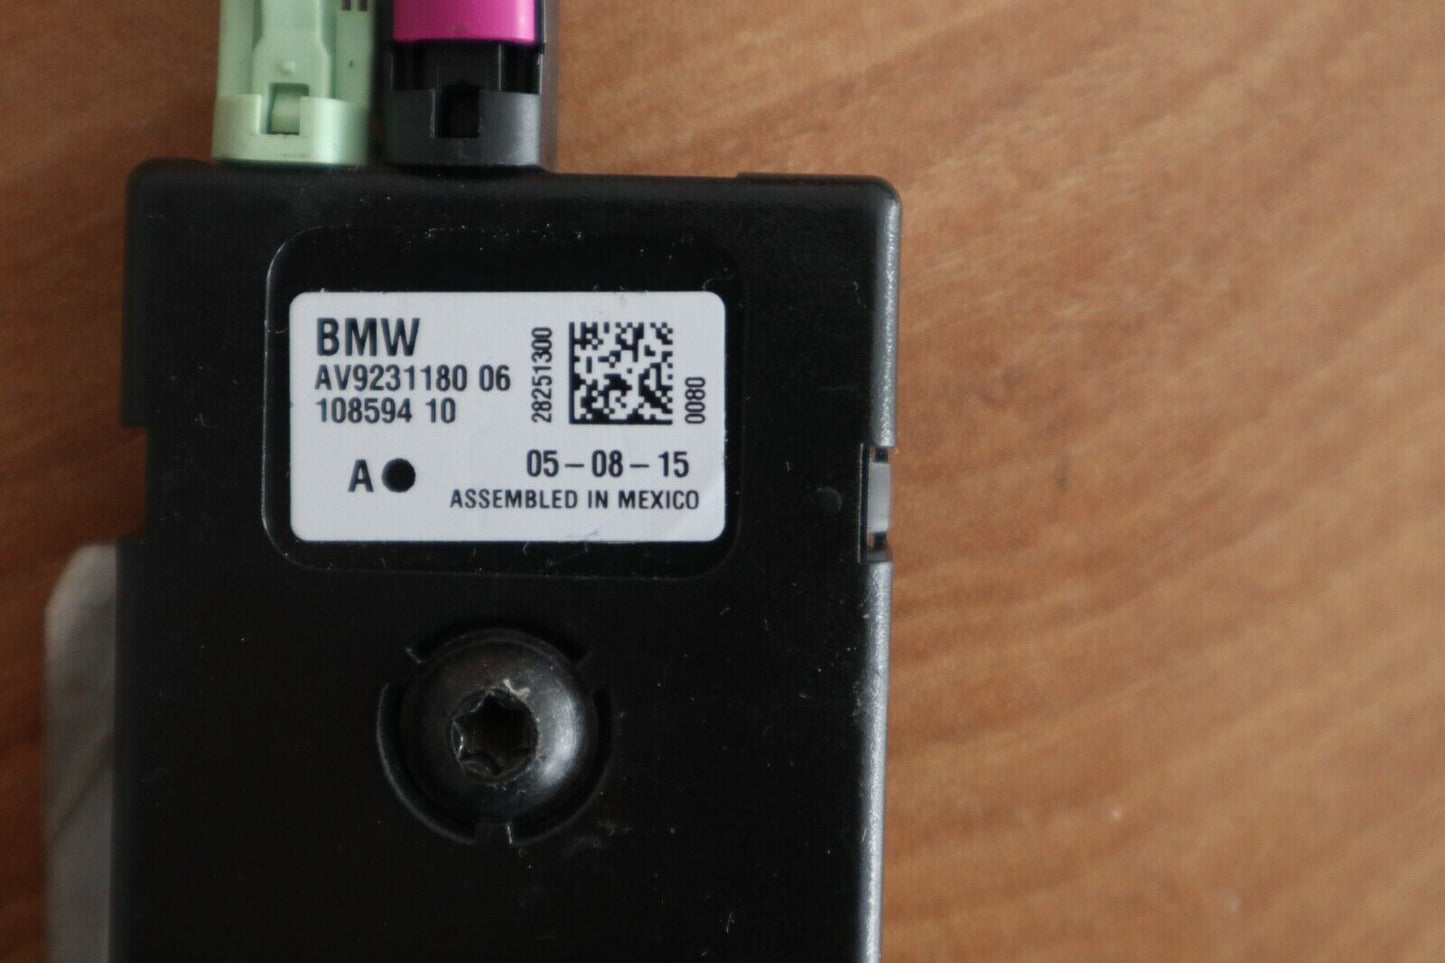 BMW
AV9231180 06
108594 10
28251300
0080
A
05-08-15
ASSEMBLED IN MEXICO